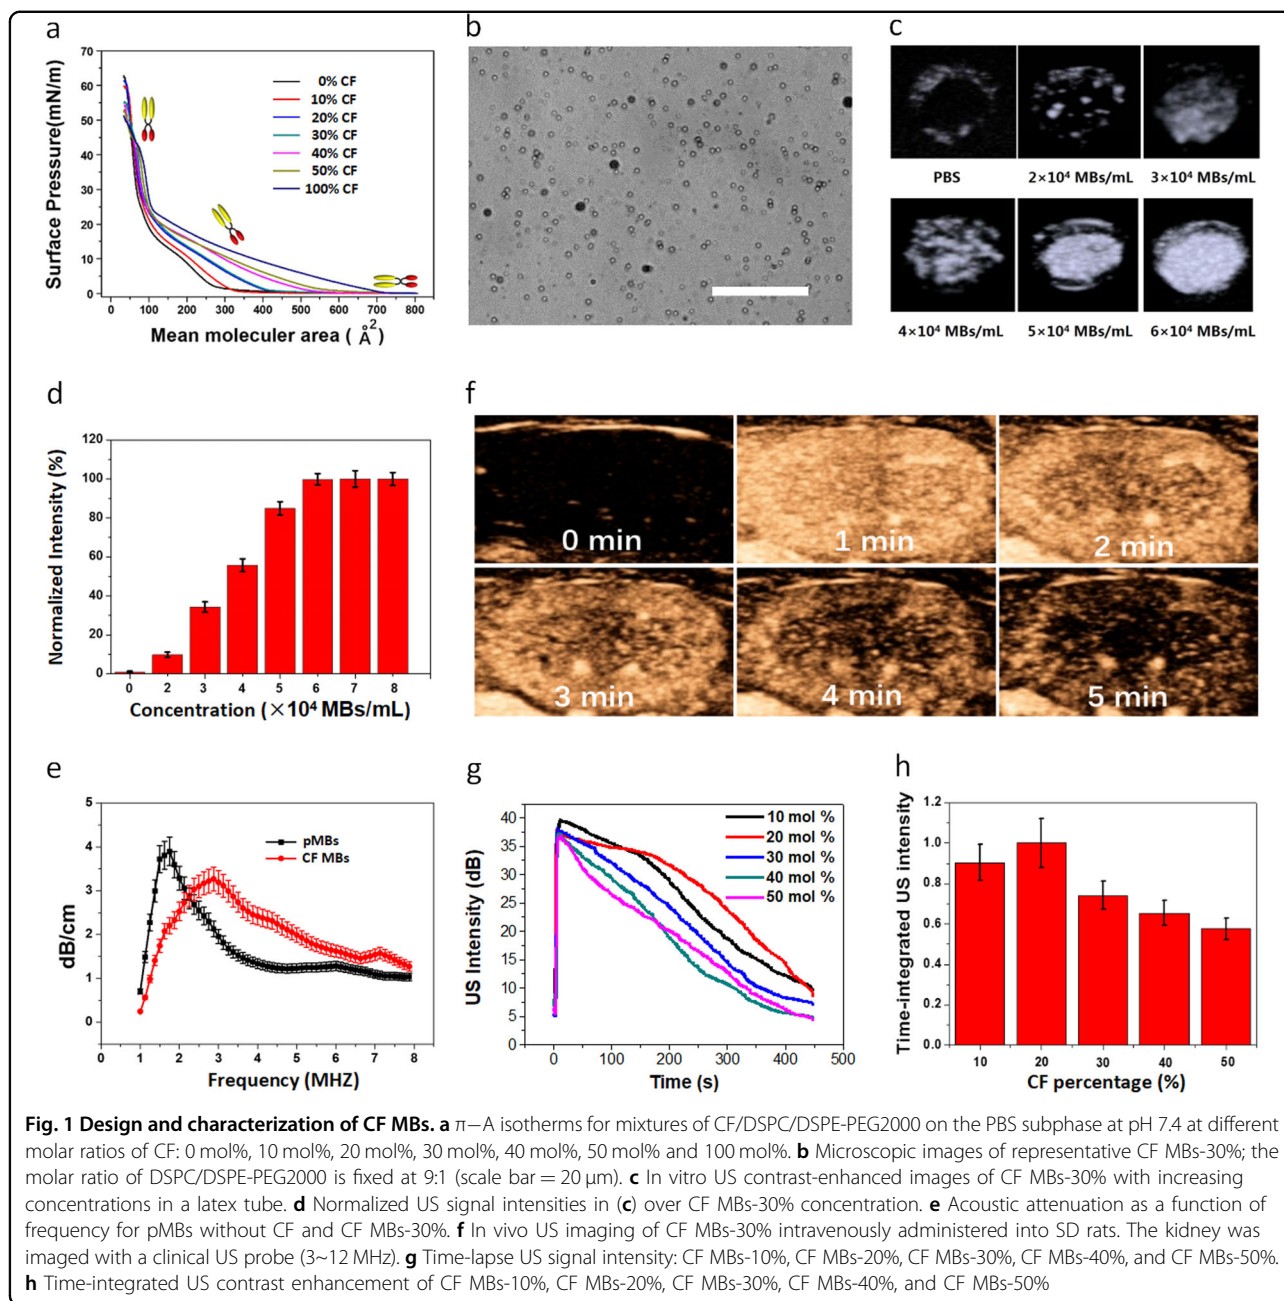 a
70
60
50
40
30
20
10
0
Surface Pressure(mN/m)
0% CF
10% CF
20% CF
30% CF
40% CF
50% CF
100% CF
0 100 200 300 400 500 600 700 800
Mean moleculer area ( Å²)
b
c
PBS
2×10⁴ MBs/mL
3×10⁴ MBs/mL
4×10⁴ MBs/mL
5×10⁴ MBs/mL
6×10⁴ MBs/mL
d
120
100
80
60
40
20
0
Normalized Intensity (%)
0 2 3 4 5 6 7 8
Concentration (×10⁴ MBs/mL)
f
0 min
1 min
2 min
3 min
4 min
5 min
e
5
4
3
2
1
0
dB/cm
pMBs
CF MBs
0 1 2 3 4 5 6 7 8
Frequency (MHZ)
g
40
35
30
25
20
15
10
5
0
US Intensity (dB)
10 mol %
20 mol %
30 mol %
40 mol %
50 mol %
0 100 200 300 400 500
Time (s)
h
1.2
1.0
0.8
0.6
0.4
0.2
0.0
Time-integrated US intensity
10 20 30 40 50
CF percentage (%)
Fig. 1 Design and characterization of CF MBs. a π−A isotherms for mixtures of CF/DSPC/DSPE-PEG2000 on the PBS subphase at pH 7.4 at different
molar ratios of CF: 0 mol%, 10 mol%, 20 mol%, 30 mol%, 40 mol%, 50 mol% and 100 mol%. b Microscopic images of representative CF MBs-30%; the
molar ratio of DSPC/DSPE-PEG2000 is fixed at 9:1 (scale bar = 20 μm). c In vitro US contrast-enhanced images of CF MBs-30% with increasing
concentrations in a latex tube. d Normalized US signal intensities in (c) over CF MBs-30% concentration. e Acoustic attenuation as a function of
frequency for pMBs without CF and CF MBs-30%. f In vivo US imaging of CF MBs-30% intravenously administered into SD rats. The kidney was
imaged with a clinical US probe (3~12 MHz). g Time-lapse US signal intensity: CF MBs-10%, CF MBs-20%, CF MBs-30%, CF MBs-40%, and CF MBs-50%.
h Time-integrated US contrast enhancement of CF MBs-10%, CF MBs-20%, CF MBs-30%, CF MBs-40%, and CF MBs-50%